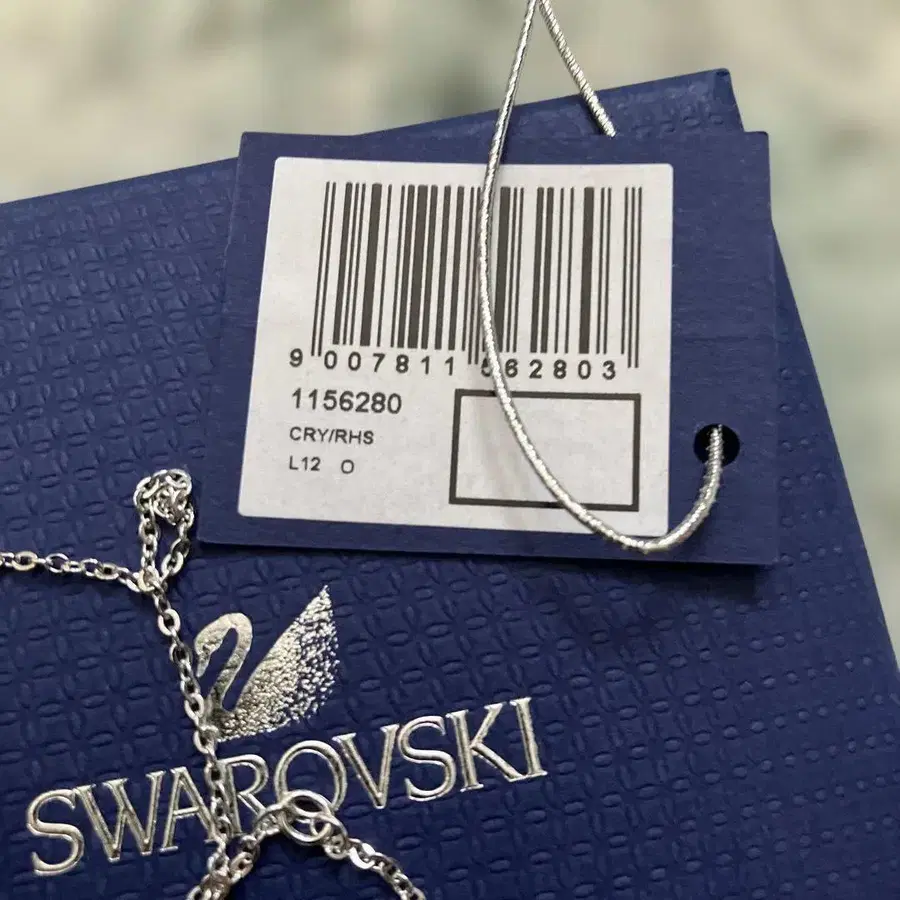 9 007811 562803
1156280
CRY/RHS
L12 O
SWAROVSKI